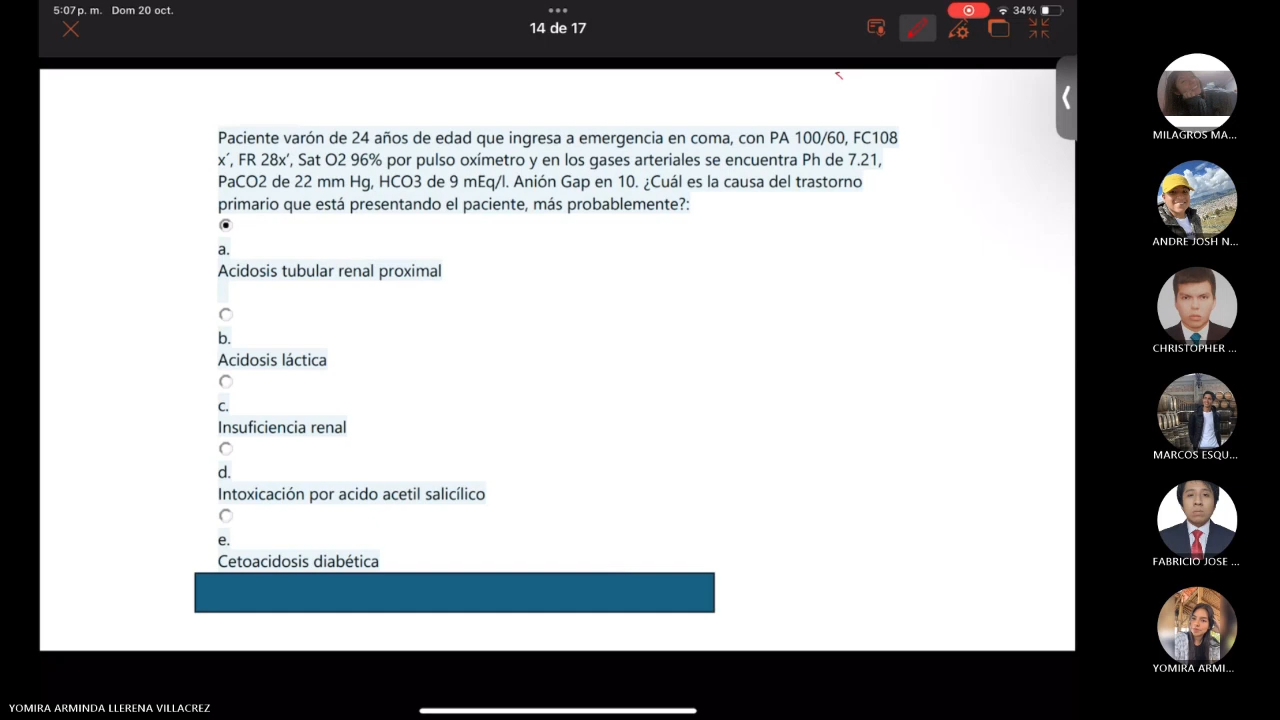 5:07 p. m. Dom 20 oct.
34%
14 de 17
Paciente varón de 24 años de edad que ingresa a emergencia en coma, con PA 100/60, FC108
x´, FR 28x’, Sat O2 96% por pulso oxímetro y en los gases arteriales se encuentra Ph de 7.21,
PaCO2 de 22 mm Hg, HCO3 de 9 mEq/l. Anión Gap en 10. ¿Cuál es la causa del trastorno
primario que está presentando el paciente, más probablemente?:
a.
Acidosis tubular renal proximal
b.
Acidosis láctica
c.
Insuficiencia renal
d.
Intoxicación por acido acetil salicílico
e.
Cetoacidosis diabética
MILAGROS MA...
ANDRE JOSH N...
CHRISTOPHER ...
MARCOS ESQU...
FABRICIO JOSE ...
YOMIRA ARMI...
YOMIRA ARMINDA LLERENA VILLACREZ